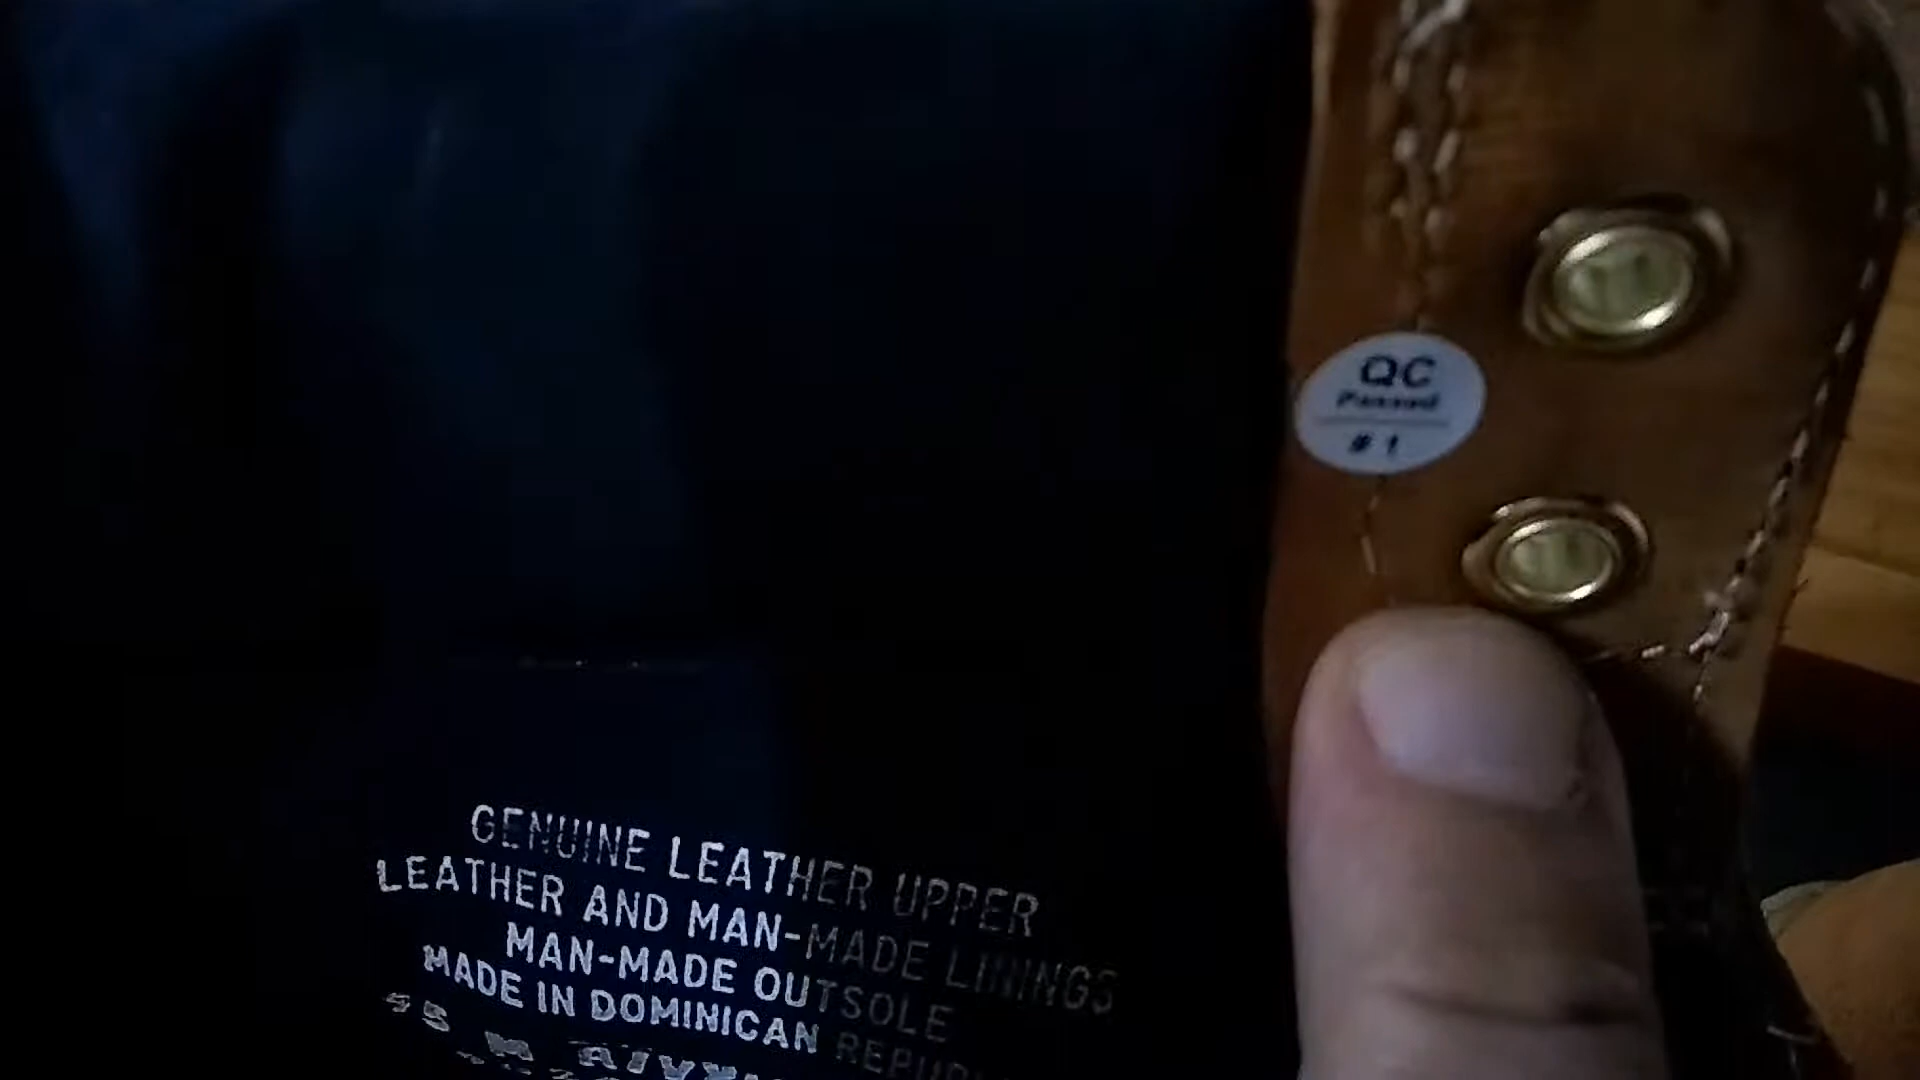 QC
Passed
# 1
GENUINE LEATHER UPPER
LEATHER AND MAN-MADE LININGS
MAN-MADE OUTSOLE
MADE IN DOMINICAN